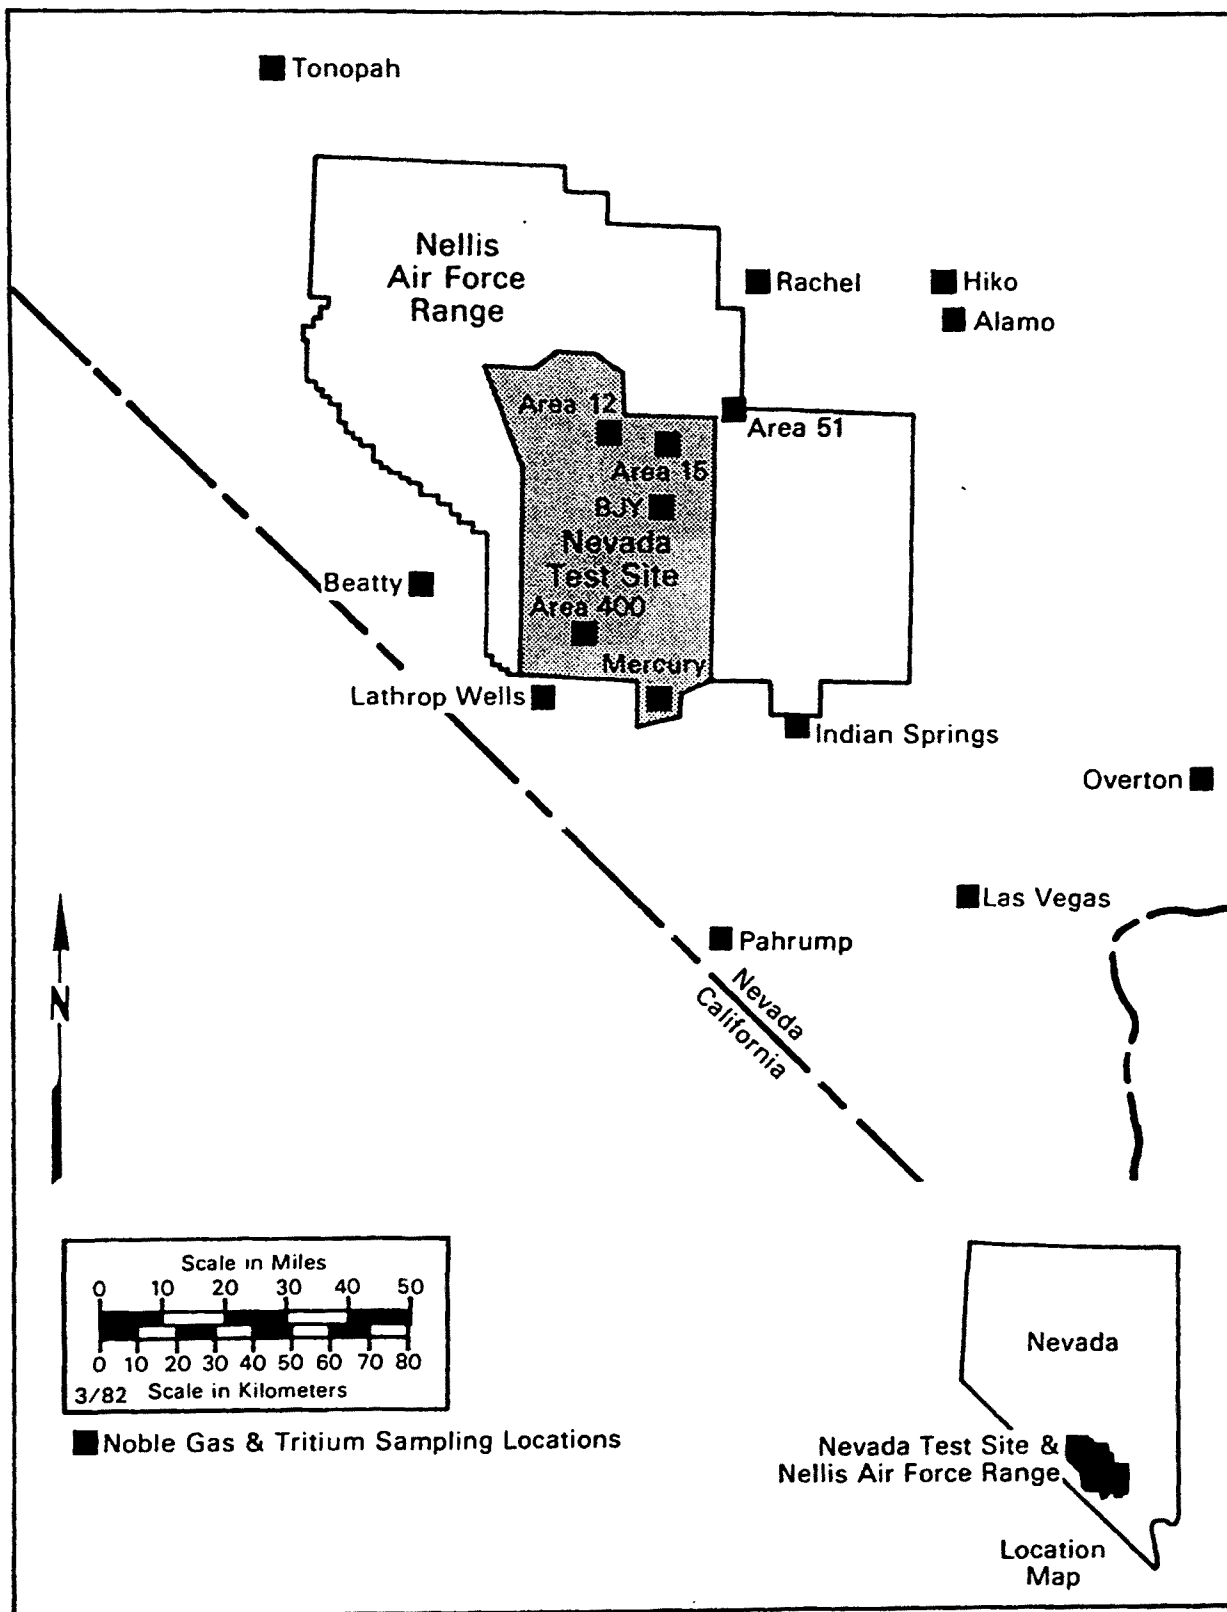 Tonopah
Nellis
Air Force
Range
Rachel
Hiko
Alamo
Area 12
Area 51
Area 15
BJY
Nevada
Test Site
Beatty
Area 400
Mercury
Lathrop Wells
Indian Springs
Overton
Las Vegas
Pahrump
Nevada
California
N
Scale in Miles
0 10 20 30 40 50
0 10 20 30 40 50 60 70 80
3/82 Scale in Kilometers
Noble Gas & Tritium Sampling Locations
Nevada
Nevada Test Site &
Nellis Air Force Range
Location
Map